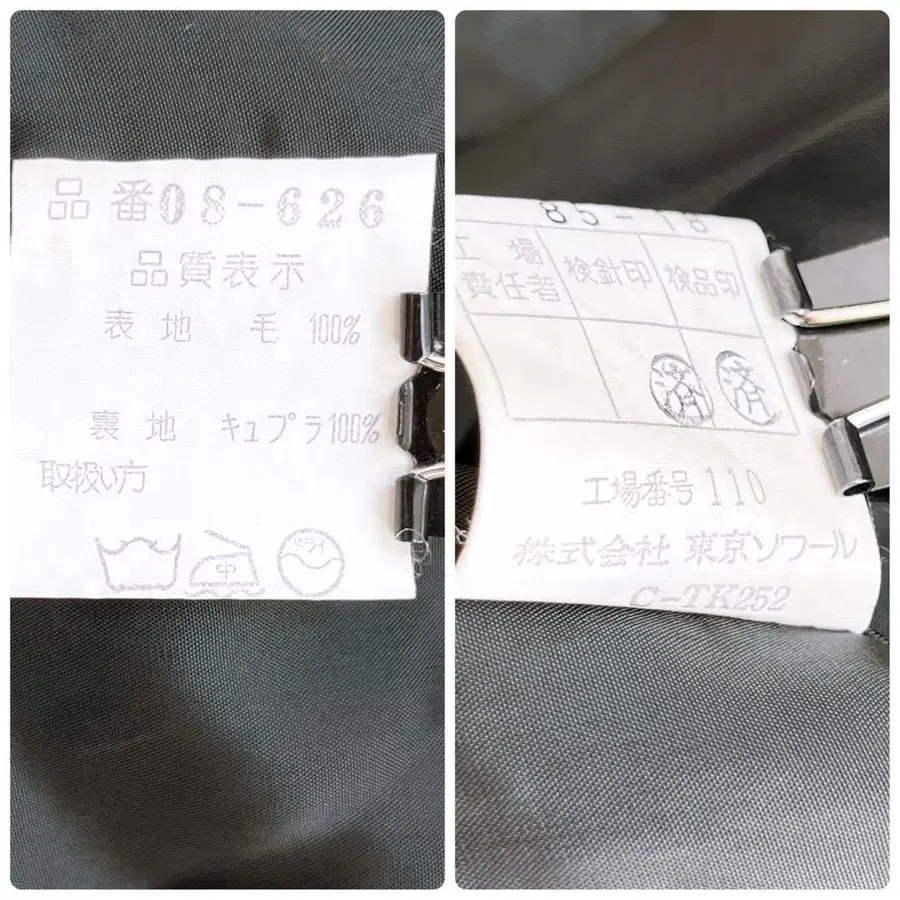 品番08-626
品質表示
表地 毛 100%
裏地 キュプラ100%
取扱い方
中
ドライ
85-18
工場責任者 検針印 検品印
済 済
工場番号110
株式会社 東京ソワール
C-TK252